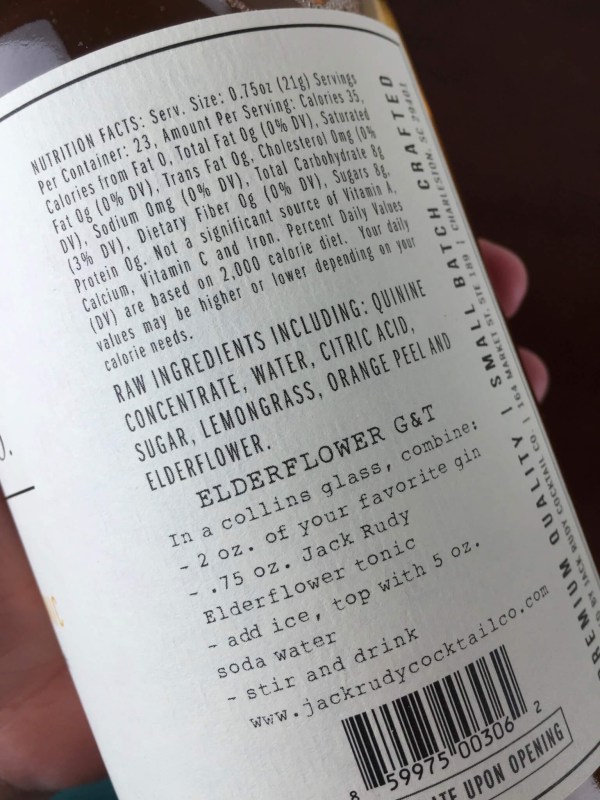 NUTRITION FACTS: Serv. Size: 0.75oz (21g) Servings
Per Container: 23, Amount Per Serving: Calories 35,
Calories from Fat 0, Total Fat 0g (0% DV), Saturated
Fat 0g (0% DV), Trans Fat 0g, Cholesterol 0mg (0%
DV), Sodium 0mg (0% DV), Total Carbohydrate 8g
(3% DV), Dietary Fiber 0g (0% DV), Sugars 8g,
Protein 0g. Not a significant source of Vitamin A,
Calcium, Vitamin C and Iron. Percent Daily Values
(DV) are based on 2,000 calorie diet. Your daily
values may be higher or lower depending on your
calorie needs.
RAW INGREDIENTS INCLUDING: QUININE
CONCENTRATE, WATER, CITRIC ACID,
SUGAR, LEMONGRASS, ORANGE PEEL AND
ELDERFLOWER.
ELDERFLOWER G&T
In a collins glass, combine:
- 2 oz. of your favorite gin
- .75 oz. Jack Rudy
Elderflower tonic
- add ice, top with 5 oz.
soda water
- stir and drink
www.jackrudycocktailco.com
8 59975 00306 2
UPON OPENING
PREMIUM QUALITY | SMALL BATCH CRAFTED
BY JACK RUDY COCKTAIL CO | 164 MARKET ST. STE 180 | CHARLESTON, SC 29401